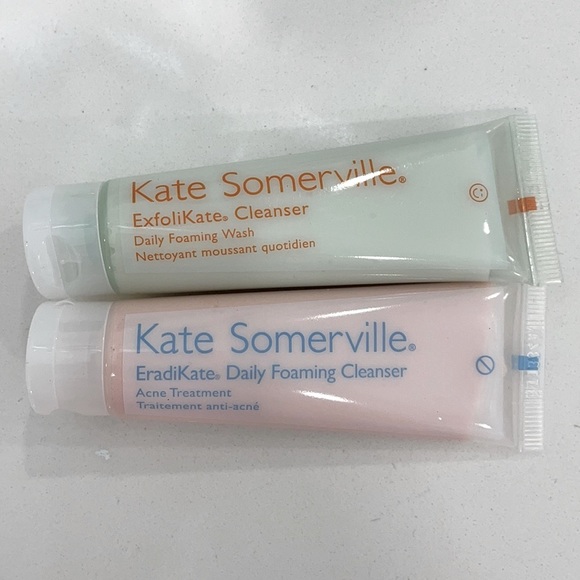 Kate Somerville®
ExfoliKate® Cleanser
Daily Foaming Wash
Nettoyant moussant quotidien
Kate Somerville®
EradiKate® Daily Foaming Cleanser
Acne Treatment
Traitement anti-acné